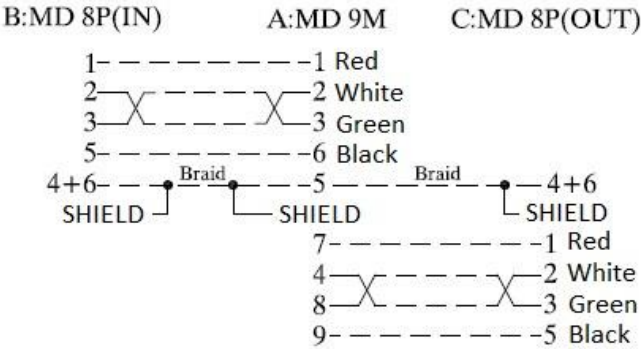 B:MD 8P(IN) A:MD 9M C:MD 8P(OUT)
1 1 Red
2 2 White
3 3 Green
5 6 Black
4+6 Braid 5 Braid 4+6
SHIELD SHIELD SHIELD
7 1 Red
4 2 White
8 3 Green
9 5 Black